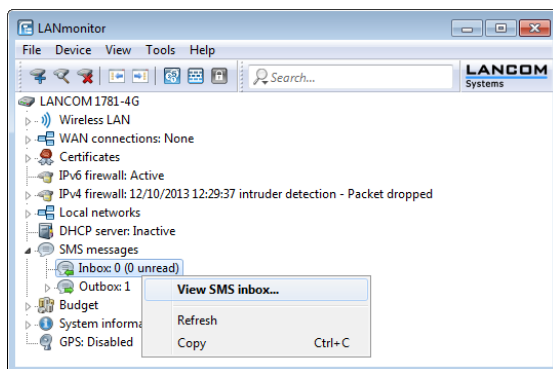 LANmonitor
File Device View Tools Help
Search...
LANCOM
Systems
LANCOM 1781-4G
Wireless LAN
WAN connections: None
Certificates
IPv6 firewall: Active
IPv4 firewall: 12/10/2013 12:29:37 intruder detection - Packet dropped
Local networks
DHCP server: Inactive
SMS messages
Inbox: 0 (0 unread)
Outbox: 1
View SMS inbox...
Budget
System informa
Refresh
GPS: Disabled
Copy Ctrl+C